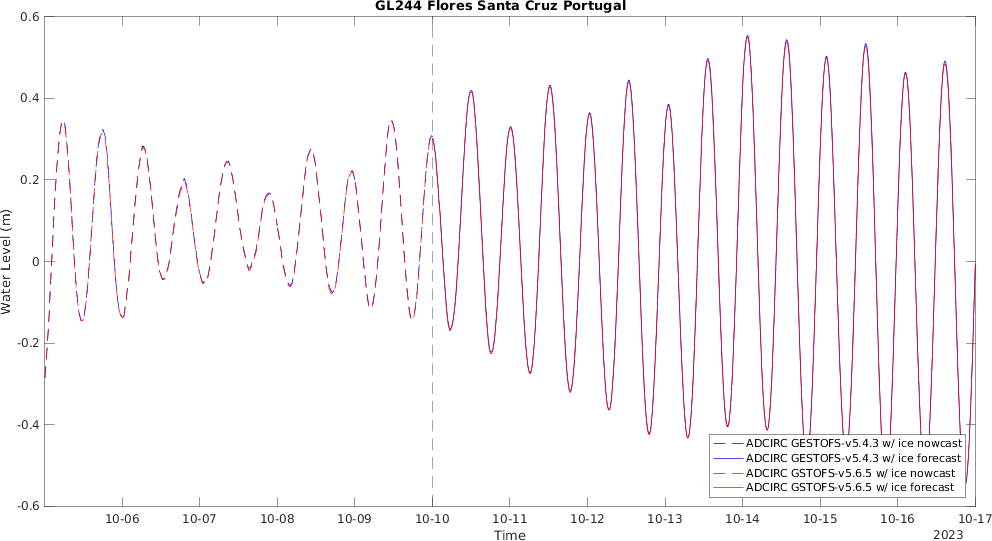 GL244 Flores Santa Cruz Portugal
0.6
0.4
0.2
0
-0.2
-0.4
-0.6
Water Level (m)
10-06
10-07
10-08
10-09
10-10
10-11
10-12
10-13
10-14
10-15
10-16
10-17
Time
2023
ADCIRC GESTOFS-v5.4.3 w/ ice nowcast
ADCIRC GESTOFS-v5.4.3 w/ ice forecast
ADCIRC GSTOFS-v5.6.5 w/ ice nowcast
ADCIRC GSTOFS-v5.6.5 w/ ice forecast